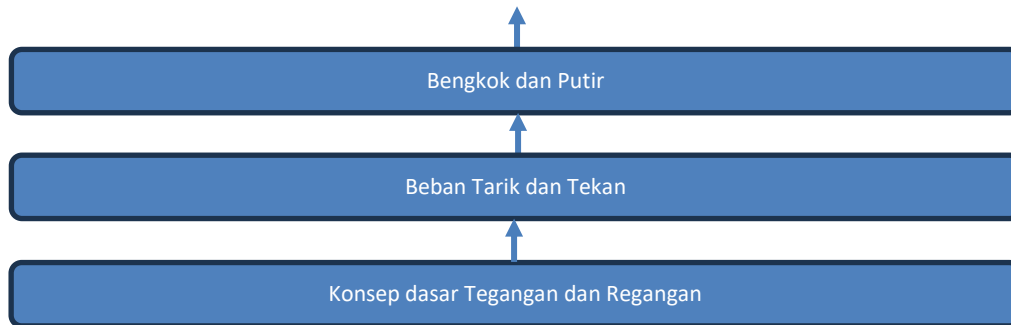 Bengkok dan Putir
Beban Tarik dan Tekan
Konsep dasar Tegangan dan Regangan